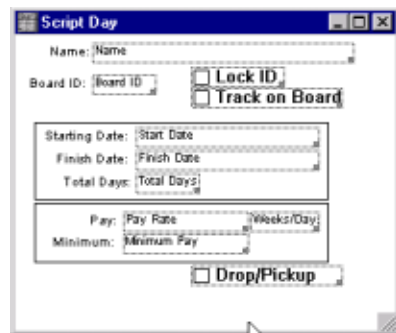 Script Day
Name: Name
Board ID: Board ID
Lock ID
Track on Board
Starting Date: Start Date
Finish Date: Finish Date
Total Days: Total Days
Pay: Pay Rate Weeks/Day
Minimum: Minimum Pay
Drop/Pickup